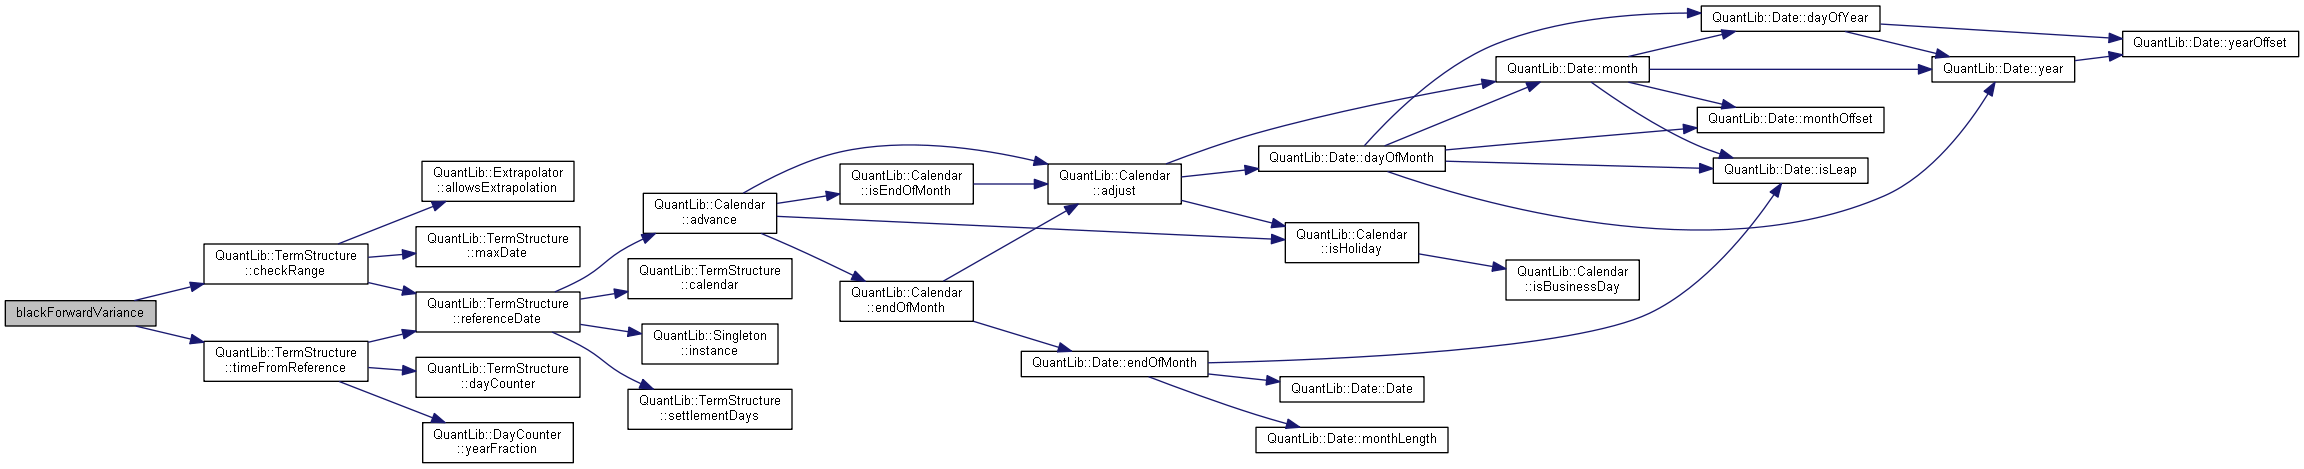 blackForwardVariance
QuantLib::TermStructure
::checkRange
QuantLib::TermStructure
::timeFromReference
QuantLib::Extrapolator
::allowsExtrapolation
QuantLib::TermStructure
::maxDate
QuantLib::TermStructure
::referenceDate
QuantLib::TermStructure
::dayCounter
QuantLib::DayCounter
::yearFraction
QuantLib::Calendar
::advance
QuantLib::TermStructure
::calendar
QuantLib::Singleton
::instance
QuantLib::TermStructure
::settlementDays
QuantLib::Calendar
::isEndOfMonth
QuantLib::Calendar
::endOfMonth
QuantLib::Calendar
::adjust
QuantLib::Date::endOfMonth
QuantLib::Date::dayOfMonth
QuantLib::Calendar
::isHoliday
QuantLib::Date::Date
QuantLib::Date::monthLength
QuantLib::Date::month
QuantLib::Calendar
::isBusinessDay
QuantLib::Date::dayOfYear
QuantLib::Date::monthOffset
QuantLib::Date::isLeap
QuantLib::Date::year
QuantLib::Date::yearOffset